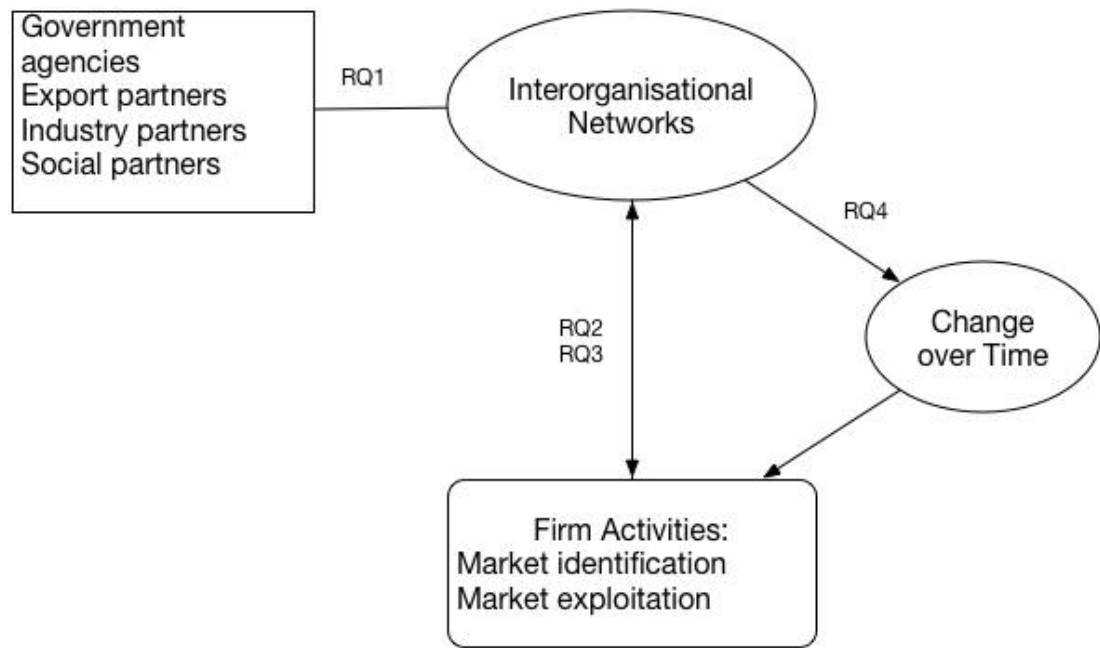 Government
agencies
Export partners
Industry partners
Social partners
RQ1
Interorganisational
Networks
RQ4
RQ2
RQ3
Change
over Time
Firm Activities:
Market identification
Market exploitation